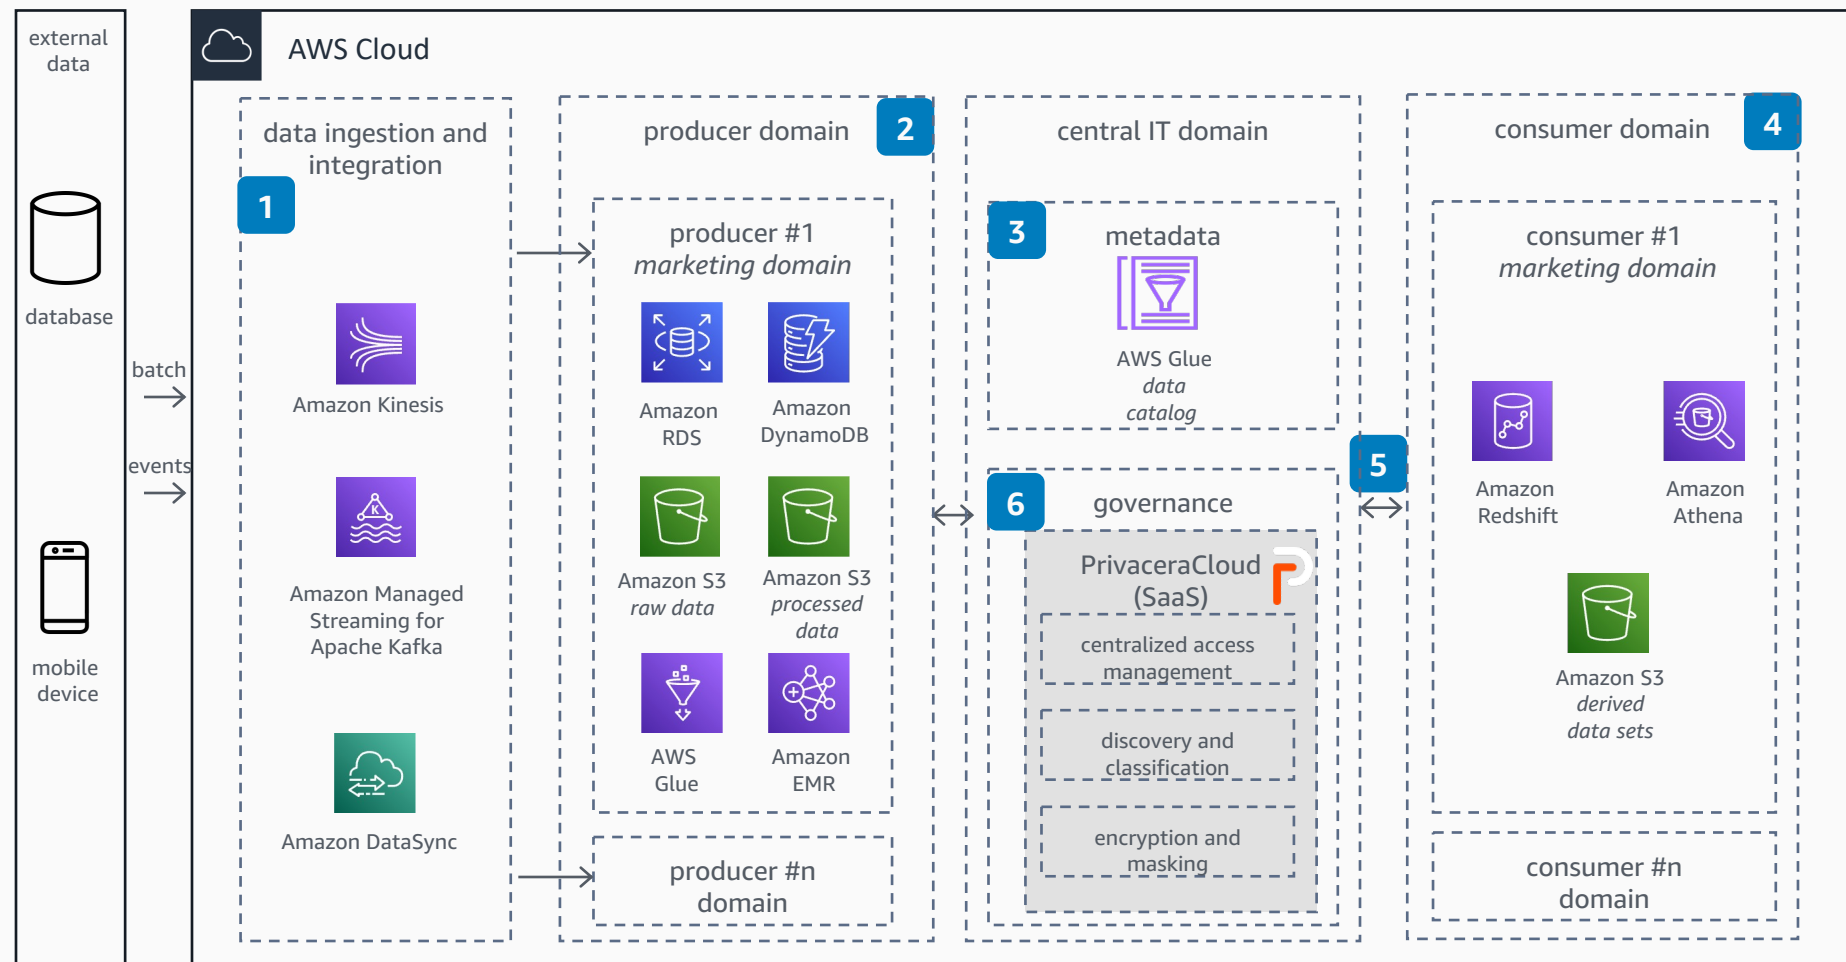 external
data
database
mobile
device
batch
events
AWS Cloud
data ingestion and
integration
1
Amazon Kinesis
K
Amazon Managed
Streaming for
Apache Kafka
Amazon DataSync
producer domain
2
producer #1
marketing domain
Amazon
RDS
Amazon
DynamoDB
Amazon S3
raw data
Amazon S3
processed
data
AWS
Glue
Amazon
EMR
producer #n
domain
central IT domain
3
metadata
AWS Glue
data
catalog
6
governance
PrivaceraCloud
(SaaS)
centralized access
management
discovery and
classification
encryption and
masking
5
consumer domain
4
consumer #1
marketing domain
Amazon
Redshift
Amazon
Athena
Amazon S3
derived
data sets
consumer #n
domain